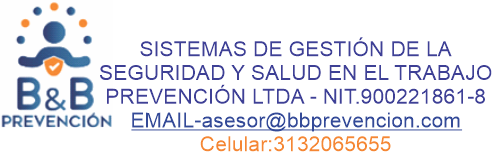 B&B
PREVENCIÓN
SISTEMAS DE GESTIÓN DE LA
SEGURIDAD Y SALUD EN EL TRABAJO
PREVENCIÓN LTDA - NIT.900221861-8
EMAIL-asesor@bbprevencion.com
Celular:3132065655